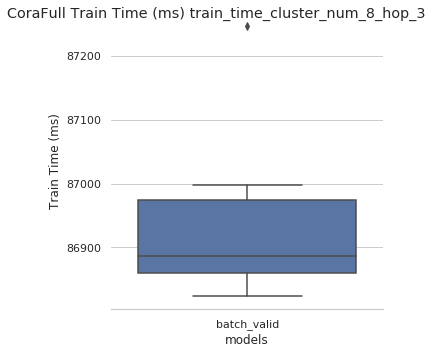 CoraFull Train Time (ms) train_time_cluster_num_8_hop_3
87200
87100
87000
86900
Train Time (ms)
batch_valid
models